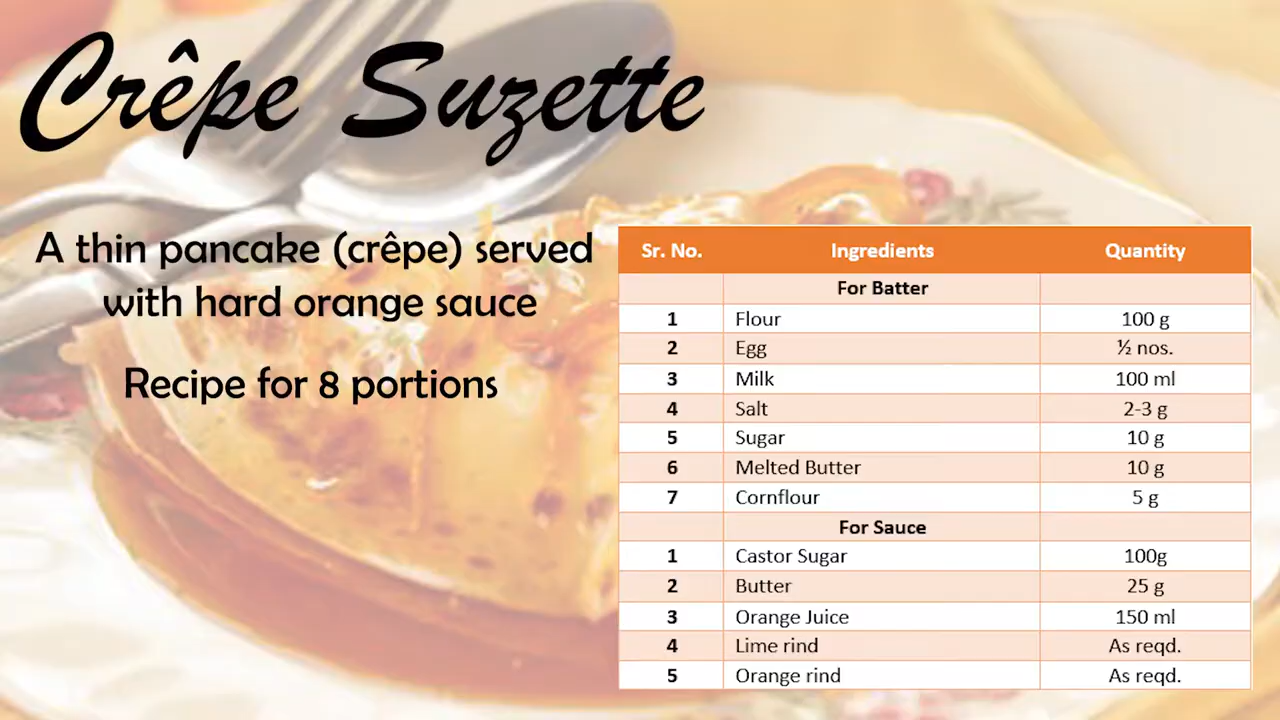 Crêpe Suzette
A thin pancake (crêpe) served
with hard orange sauce
Recipe for 8 portions
Sr. No. Ingredients Quantity
For Batter
1 Flour 100 g
2 Egg ½ nos.
3 Milk 100 ml
4 Salt 2-3 g
5 Sugar 10 g
6 Melted Butter 10 g
7 Cornflour 5 g
For Sauce
1 Castor Sugar 100g
2 Butter 25 g
3 Orange Juice 150 ml
4 Lime rind As reqd.
5 Orange rind As reqd.